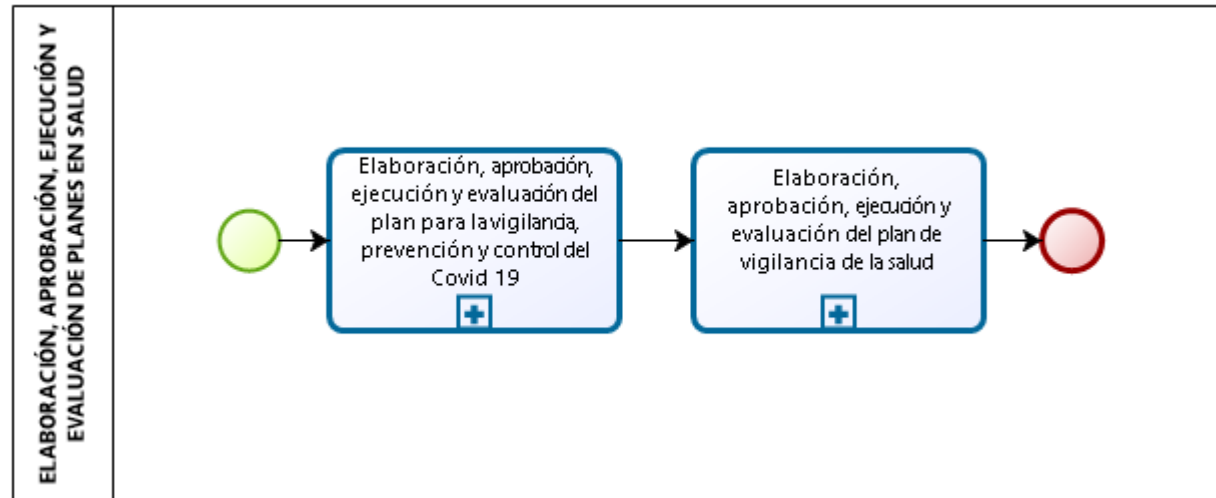 ELABORACIÓN, APROBACIÓN, EJECUCIÓN Y
EVALUACIÓN DE PLANES EN SALUD
Elaboración, aprobación,
ejecución y evaluación del
plan para la vigilancia,
prevención y control del
Covid 19
Elaboración,
aprobación, ejecución y
evaluación del plan de
vigilancia de la salud